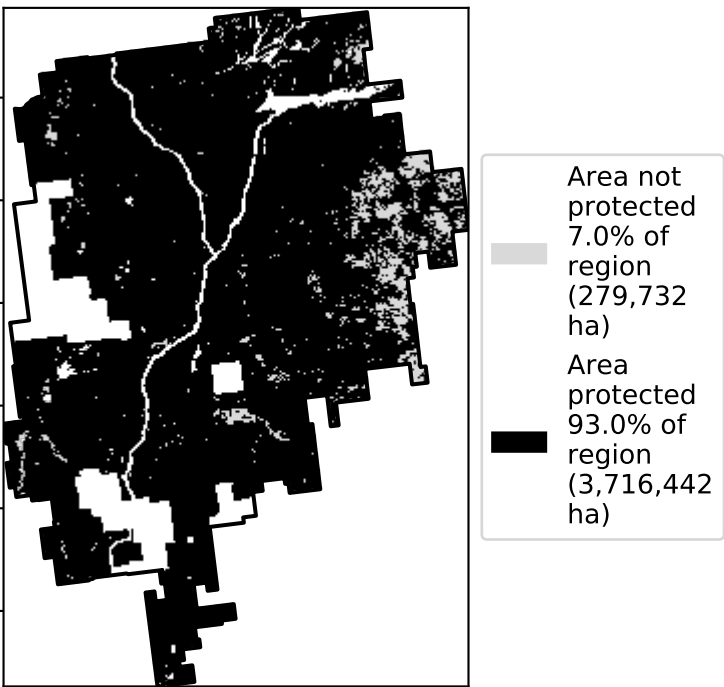 Area not
protected
7.0% of
region
(279,732
ha)
Area
protected
93.0% of
region
(3,716,442
ha)